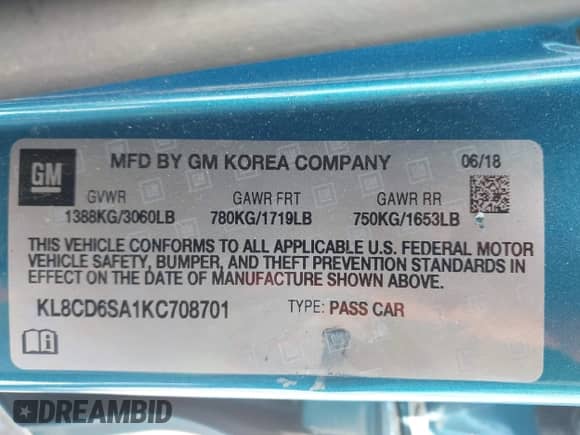 GM
MFD BY GM KOREA COMPANY 06/18
GVWR GAWR FRT GAWR RR
1388KG/3060LB 780KG/1719LB 750KG/1653LB
THIS VEHICLE CONFORMS TO ALL APPLICABLE U.S. FEDERAL MOTOR
VEHICLE SAFETY, BUMPER, AND THEFT PREVENTION STANDARDS IN
EFFECT ON THE DATE OF MANUFACTURE SHOWN ABOVE.
KL8CD6SA1KC708701 TYPE: PASS CAR
DREAMBID